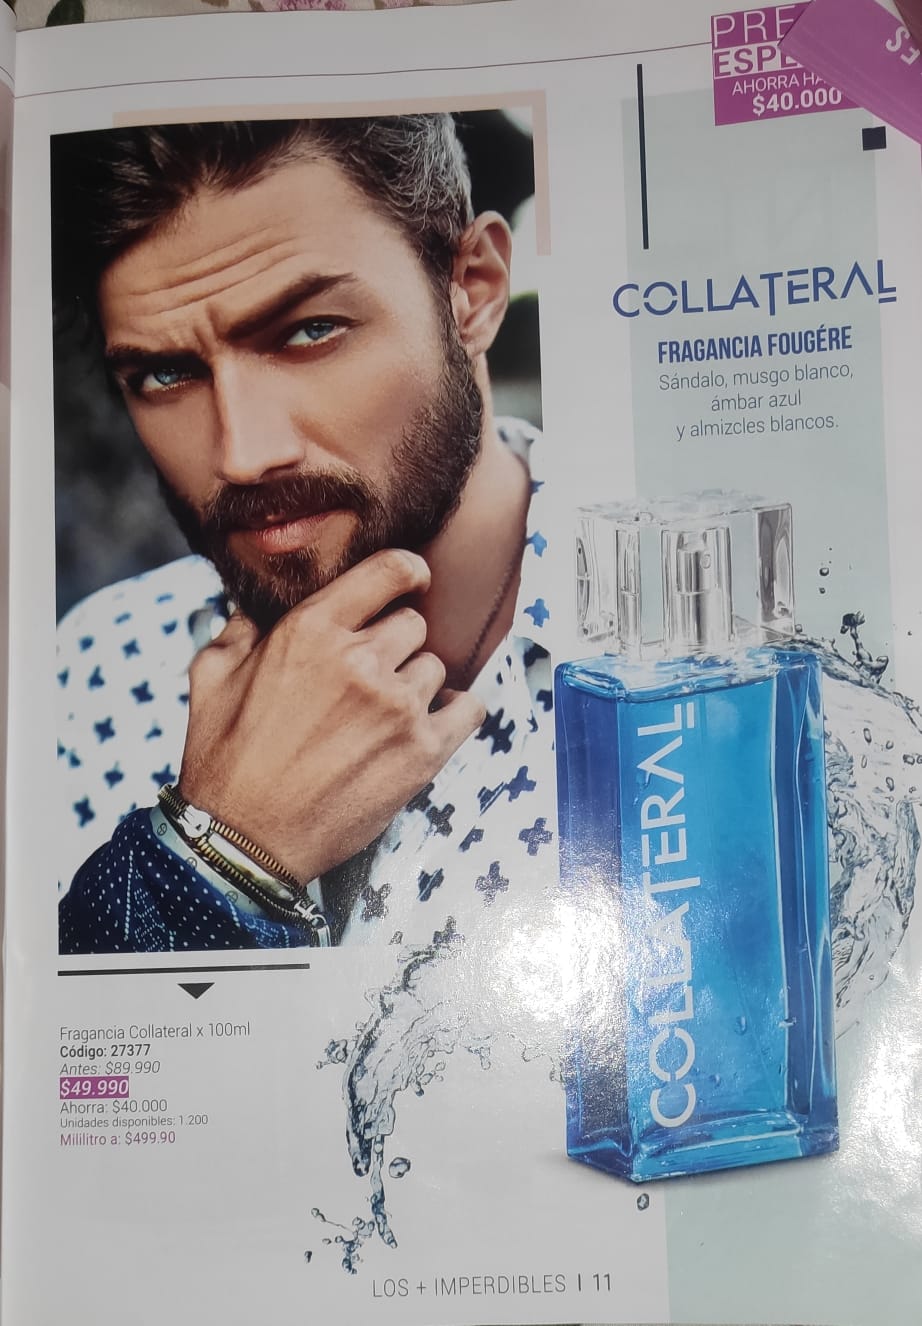 PRE
ESPE
AHORRA HA
$40.000
COLLATERAL
FRAGANCIA FOUGÉRE
Sándalo, musgo blanco,
ámbar azul
y almizcles blancos.
COLLATERAL
Fragancia Collateral x 100ml
Código: 27377
Antes: $89.990
$49.990
Ahorra: $40.000
Unidades disponibles: 1.200
Mililitro a: $499.90
LOS + IMPERDIBLES | 11